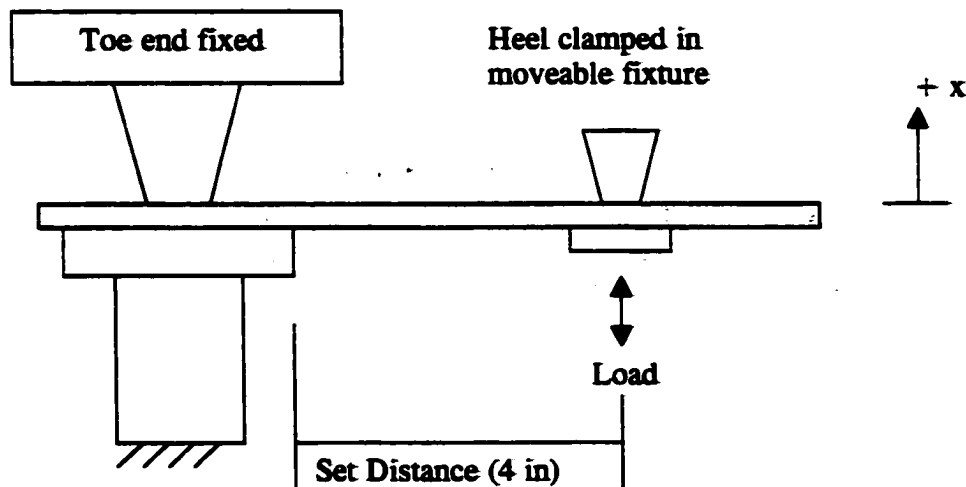 Toe end fixed
Heel clamped in
moveable fixture
+ x
Load
Set Distance (4 in)